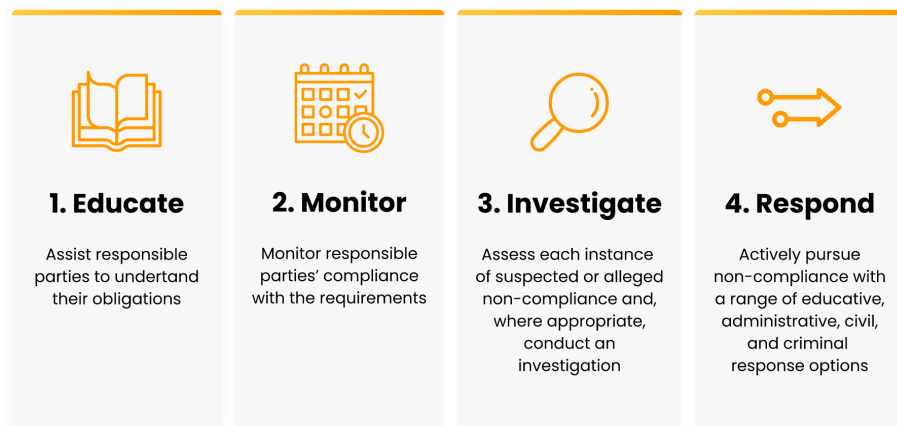 1. Educate
Assist responsible
parties to undertand
their obligations
2. Monitor
Monitor responsible
parties’ compliance
with the requirements
3. Investigate
Assess each instance
of suspected or alleged
non-compliance and,
where appropriate,
conduct an
investigation
4. Respond
Actively pursue
non-compliance with
a range of educative,
administrative, civil,
and criminal
response options